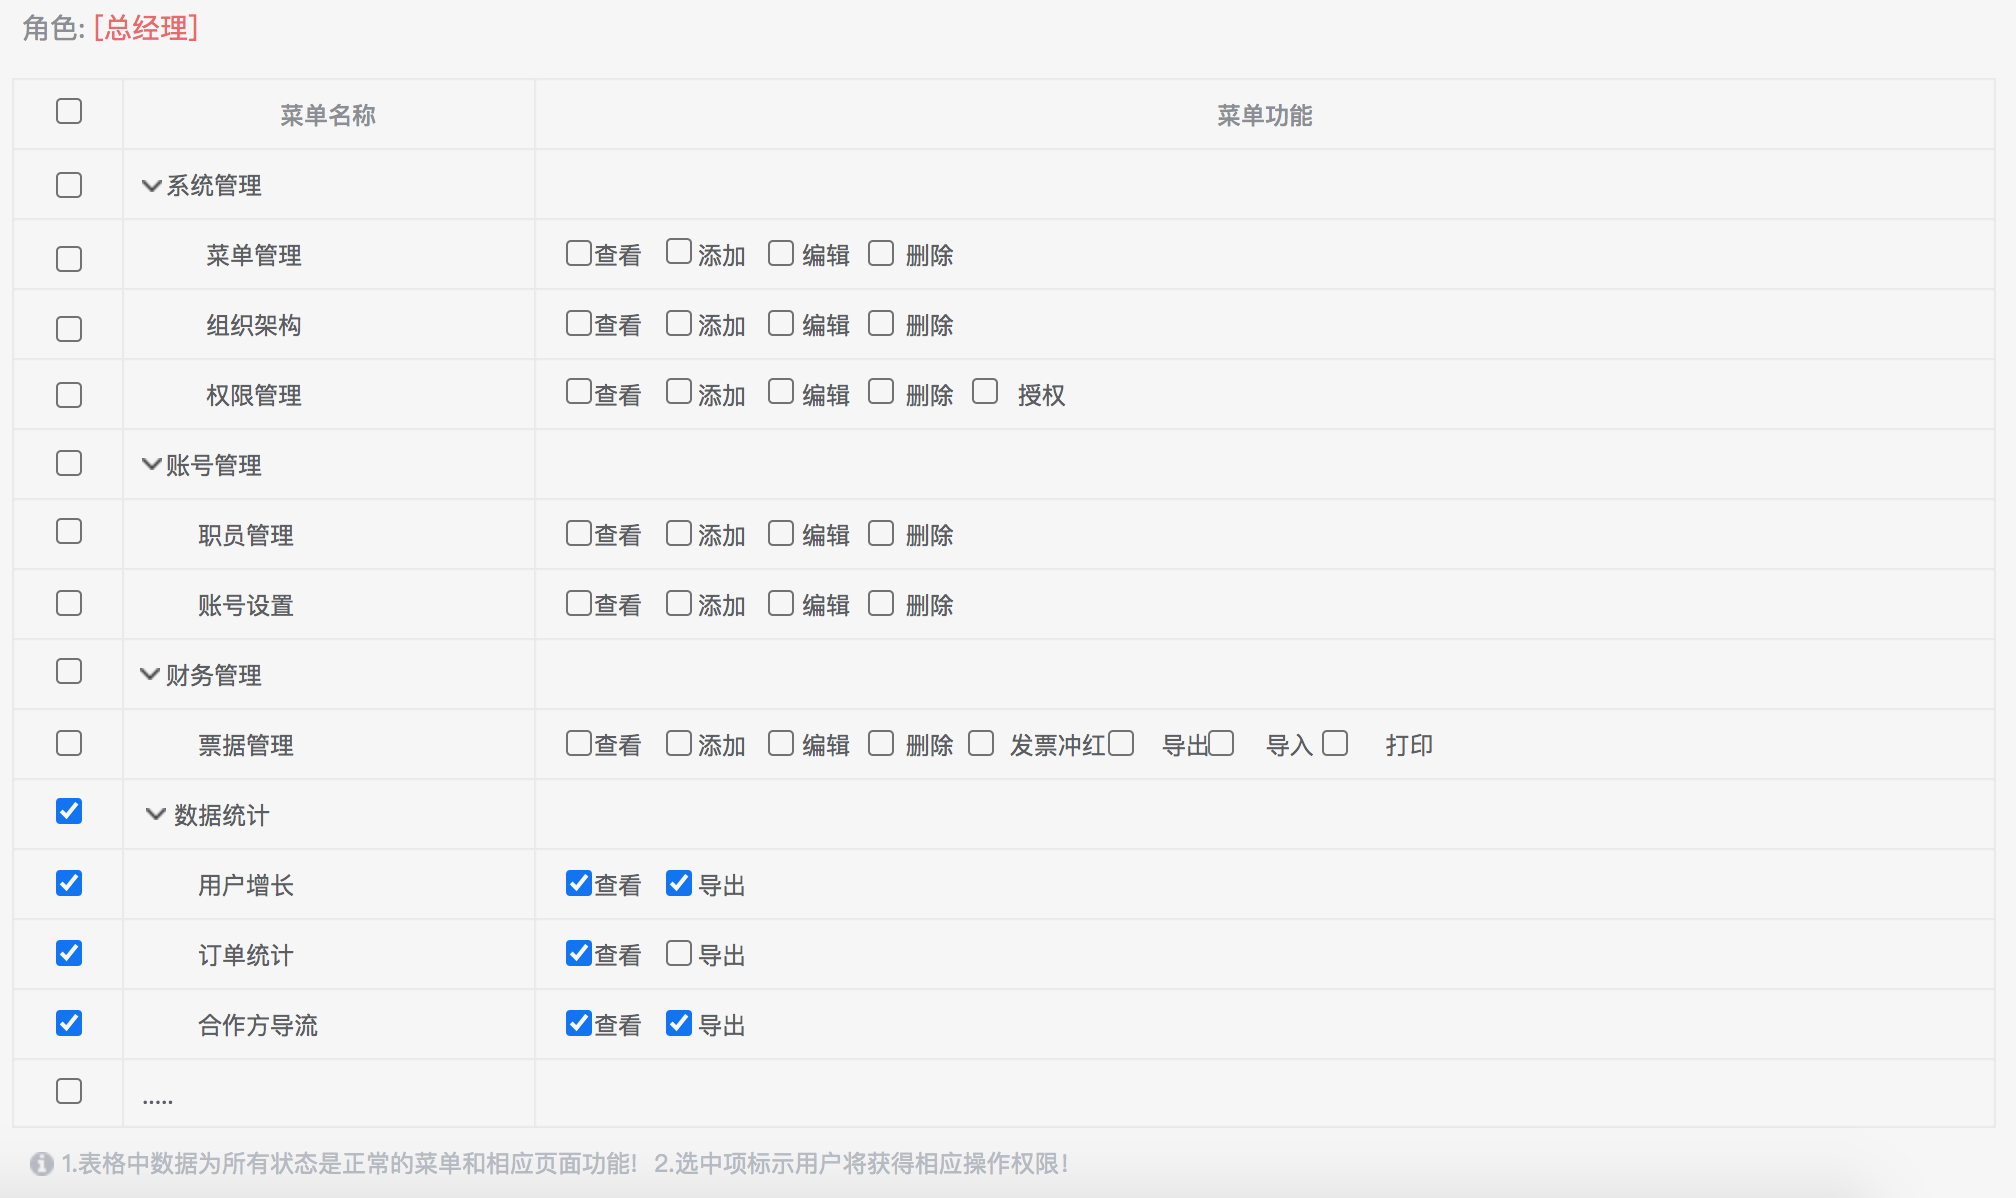 角色: [总经理]
菜单名称 菜单功能
系统管理
菜单管理 查看 添加 编辑 删除
组织架构 查看 添加 编辑 删除
权限管理 查看 添加 编辑 删除 授权
账号管理
职员管理 查看 添加 编辑 删除
账号设置 查看 添加 编辑 删除
财务管理
票据管理 查看 添加 编辑 删除 发票冲红 导出 导入 打印
数据统计
用户增长 查看 导出
订单统计 查看 导出
合作方导流 查看 导出
.....
1.表格中数据为所有状态是正常的菜单和相应页面功能! 2.选中项标示用户将获得相应操作权限!